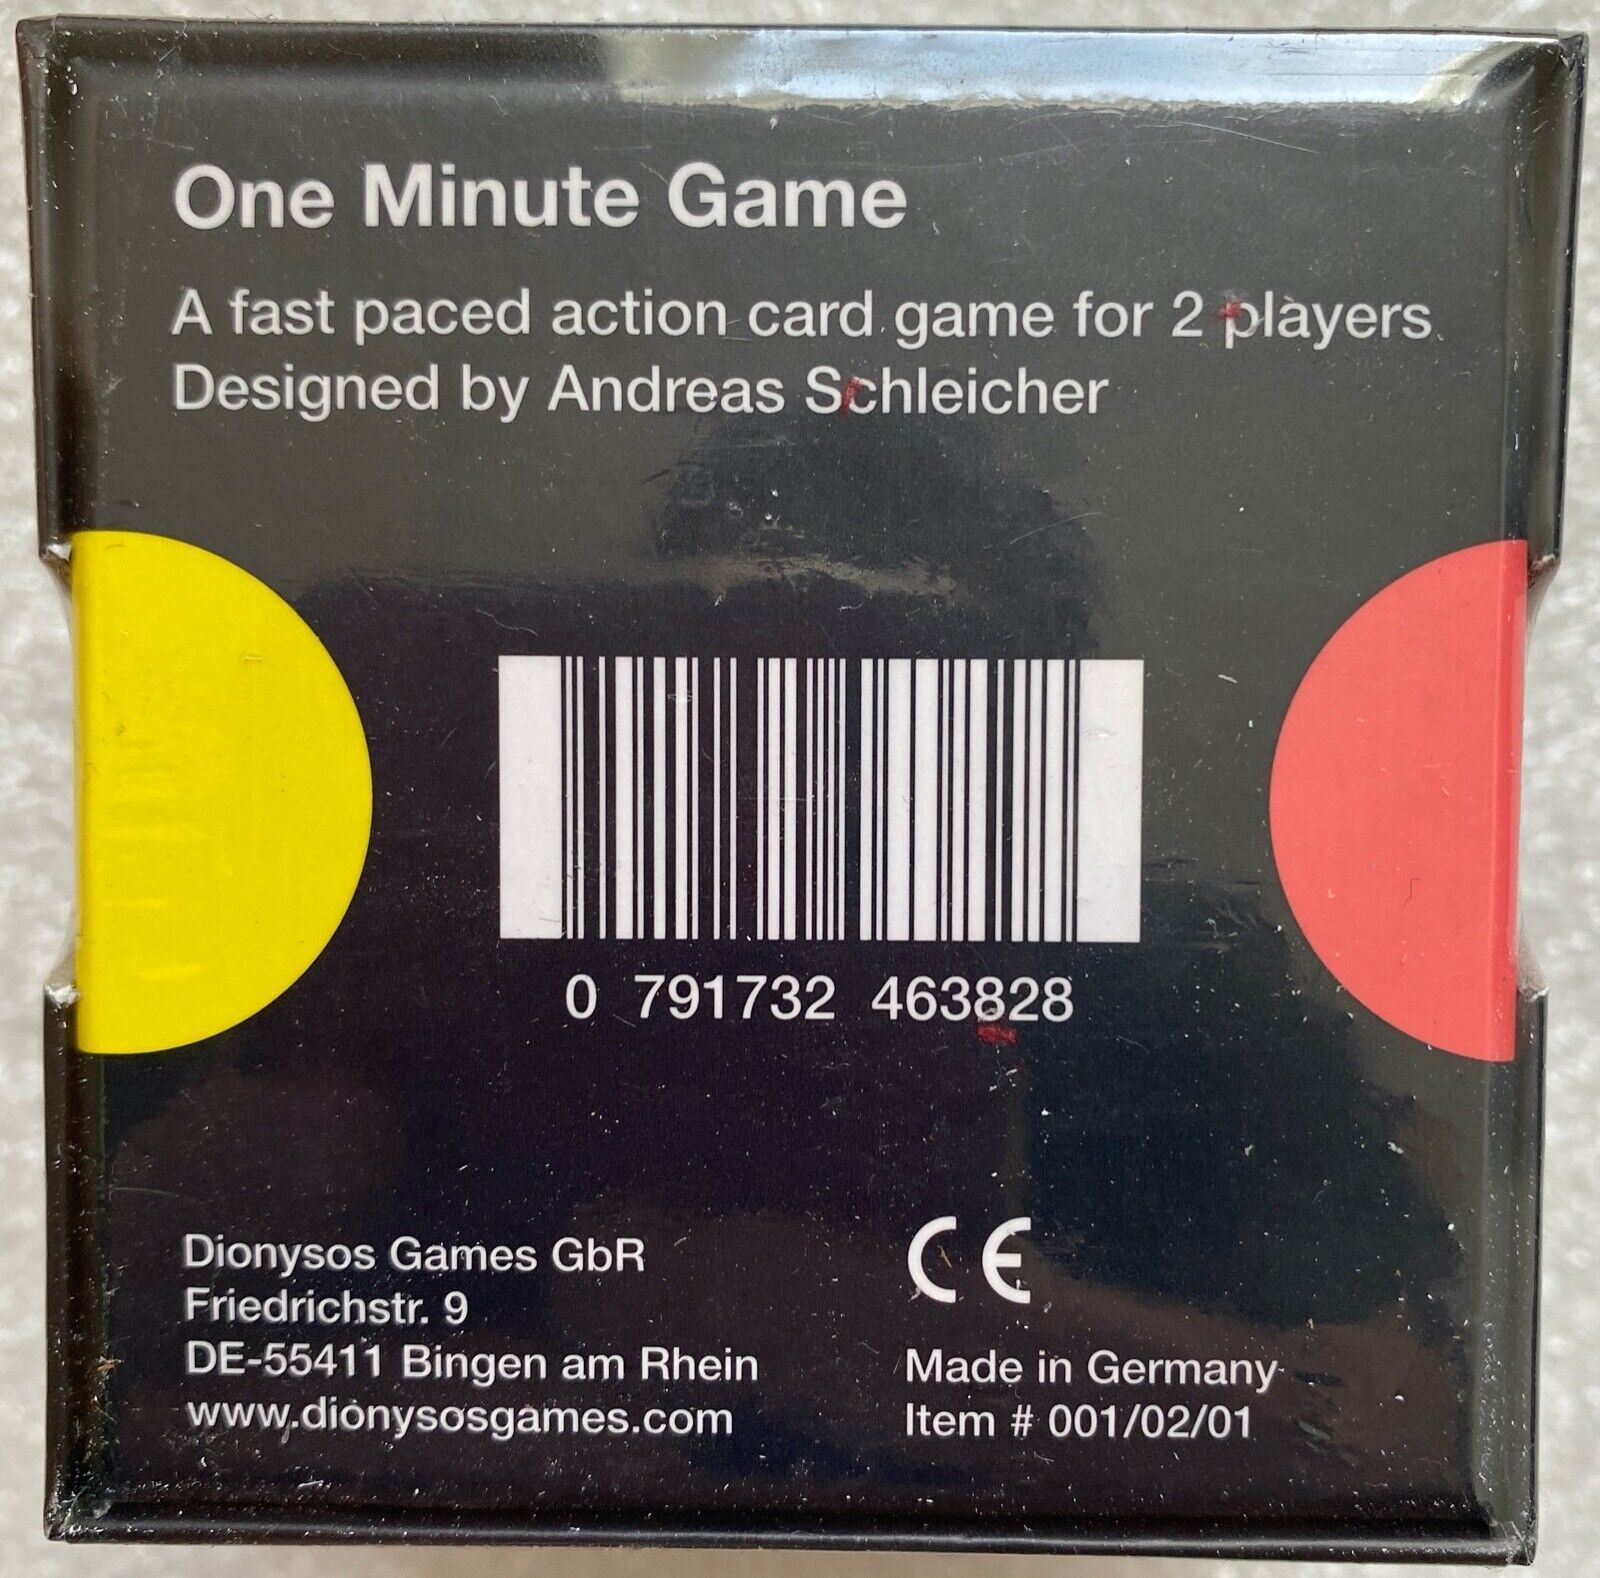 One Minute Game
A fast paced action card game for 2 players
Designed by Andreas Schleicher
0 791732 463828
Dionysos Games GbR
Friedrichstr. 9
DE-55411 Bingen am Rhein
www.dionysosgames.com
CE
Made in Germany
Item # 001/02/01